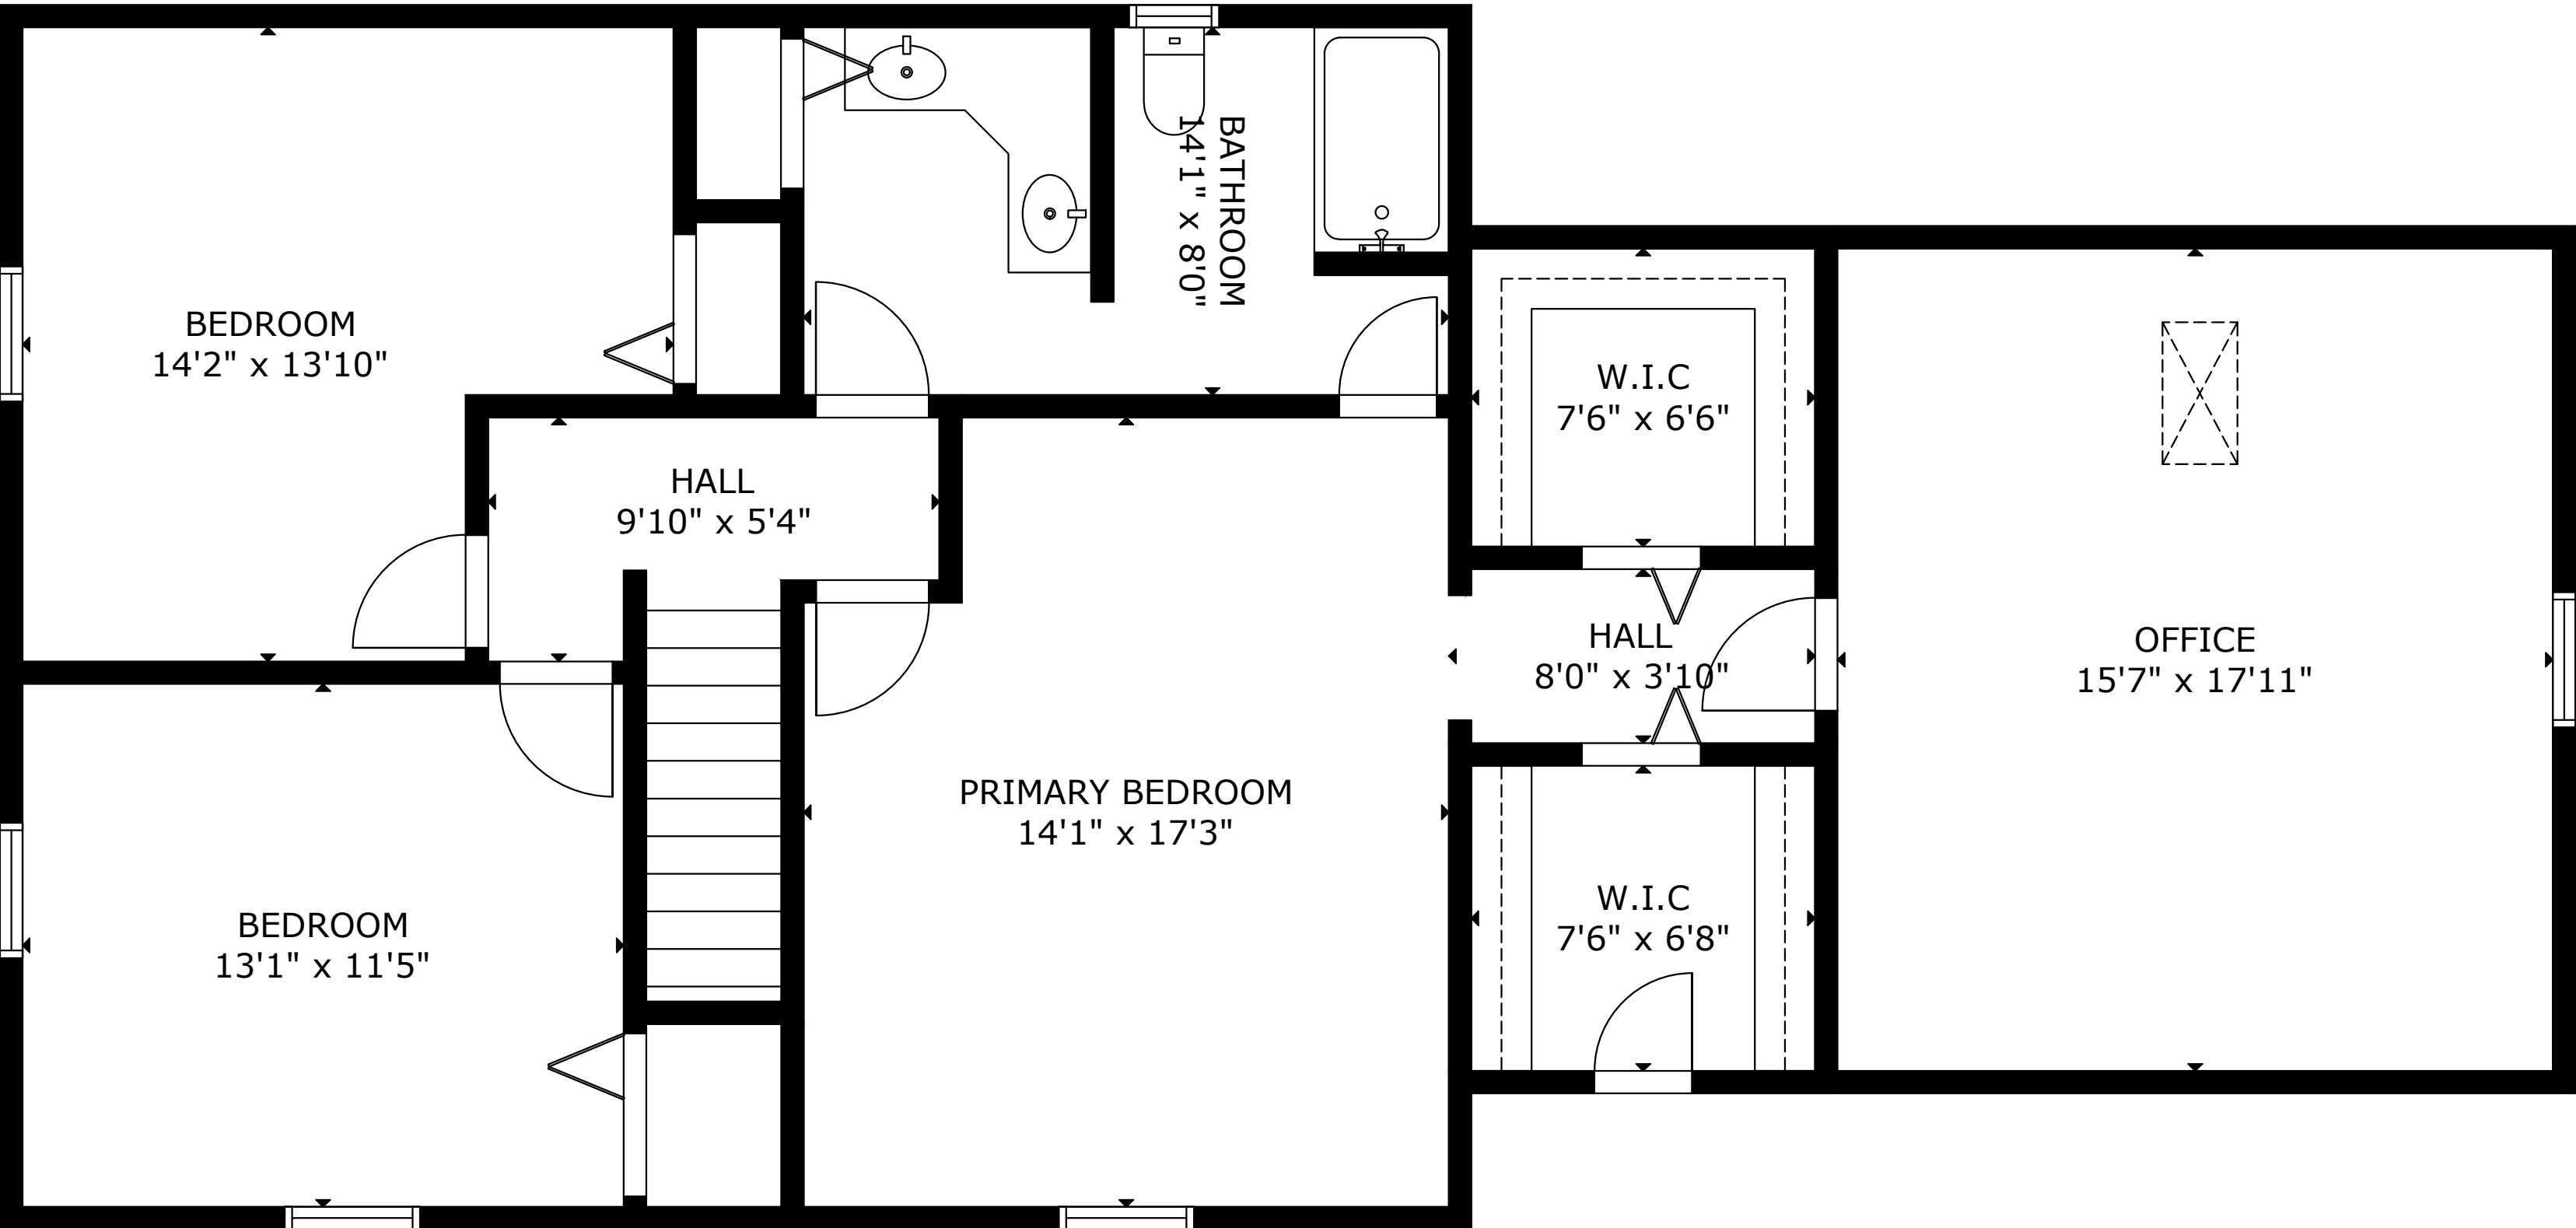 BATHROOM
14'1" x 8'0"
BEDROOM
14'2" x 13'10"
W.I.C
7'6" x 6'6"
HALL
9'10" x 5'4"
HALL
8'0" x 3'10"
OFFICE
15'7" x 17'11"
PRIMARY BEDROOM
14'1" x 17'3"
W.I.C
7'6" x 6'8"
BEDROOM
13'1" x 11'5"